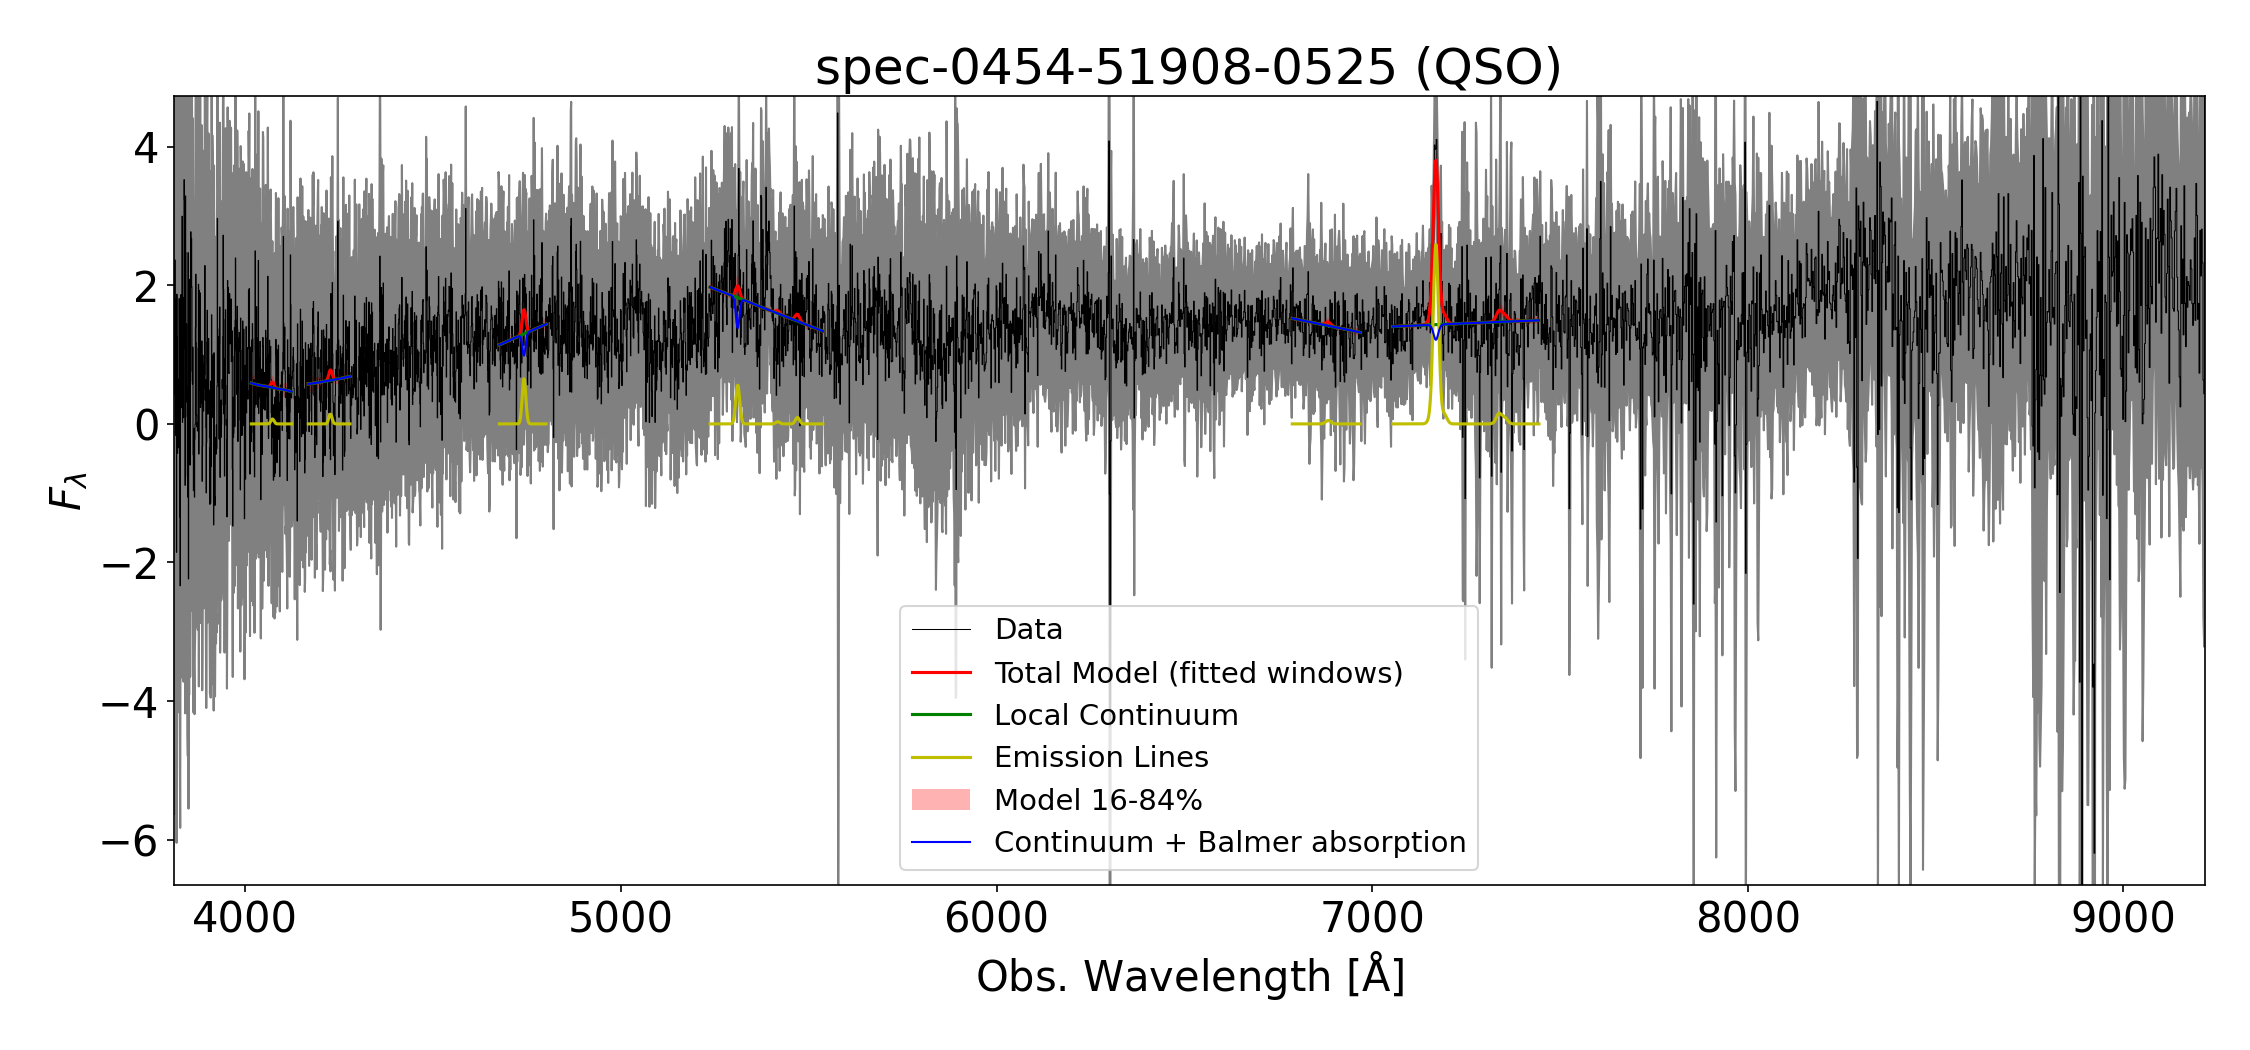 spec-0454-51908-0525 (QSO)
4
2
0
−2
−4
−6
F_λ
Data
Total Model (fitted windows)
Local Continuum
Emission Lines
Model 16-84%
Continuum + Balmer absorption
4000 5000 6000 7000 8000 9000
Obs. Wavelength [Å]